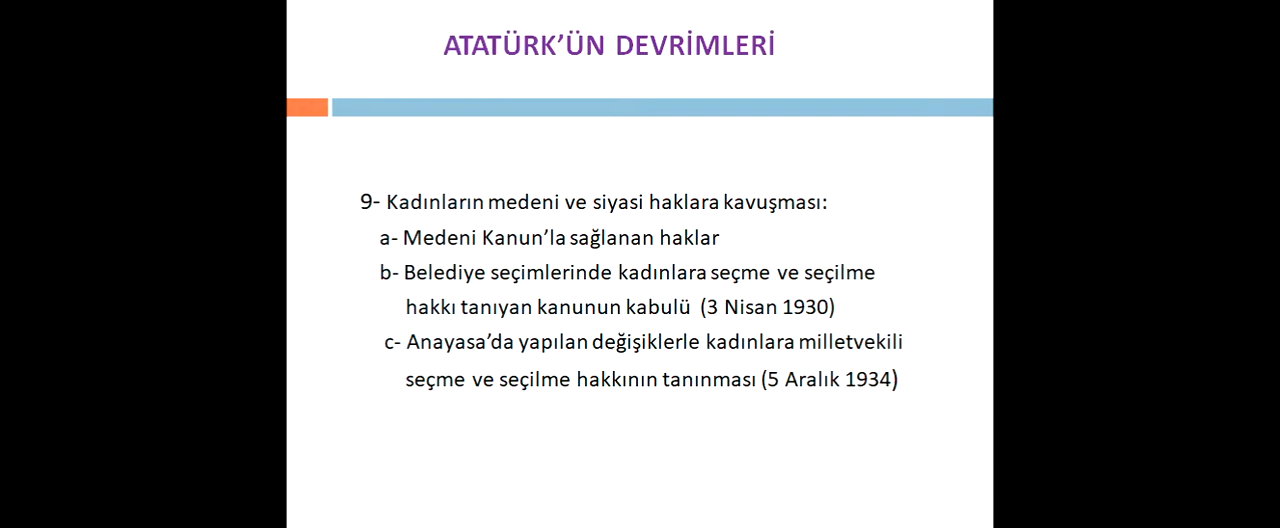 ATATÜRK'ÜN DEVRİMLERİ
9- Kadınların medeni ve siyasi haklara kavuşması:
a- Medeni Kanun'la sağlanan haklar
b- Belediye seçimlerinde kadınlara seçme ve seçilme
hakkı tanıyan kanunun kabulü (3 Nisan 1930)
c- Anayasa'da yapılan değişiklerle kadınlara milletvekili
seçme ve seçilme hakkının tanınması (5 Aralık 1934)